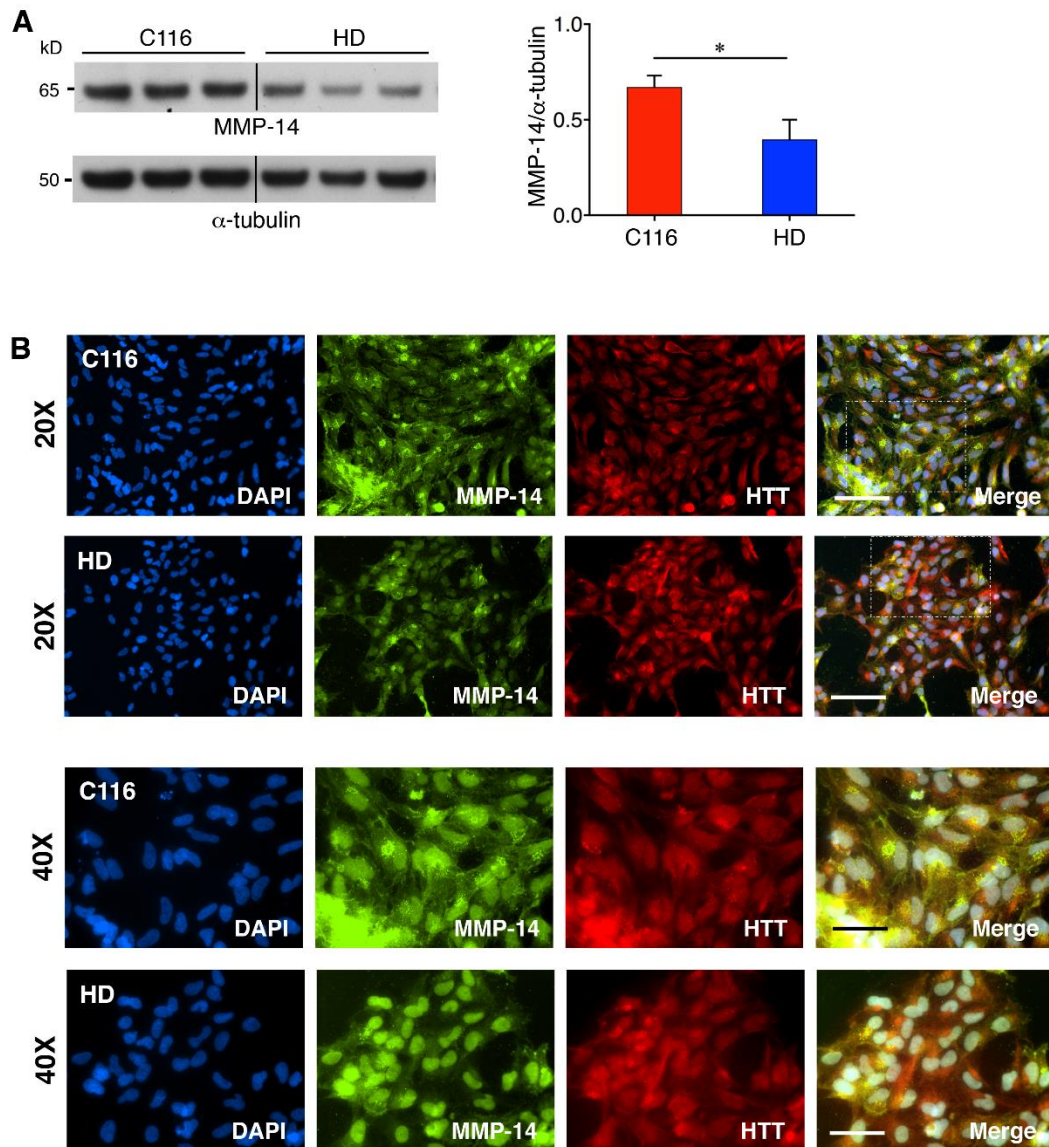 A
kD
C116 HD
65
MMP-14
50
α-tubulin
MMP-14/α-tubulin
1.0
0.5
0.0
*
C116 HD
B
20X
C116
DAPI MMP-14 HTT Merge
20X
HD
DAPI MMP-14 HTT Merge
40X
C116
DAPI MMP-14 HTT Merge
40X
HD
DAPI MMP-14 HTT Merge